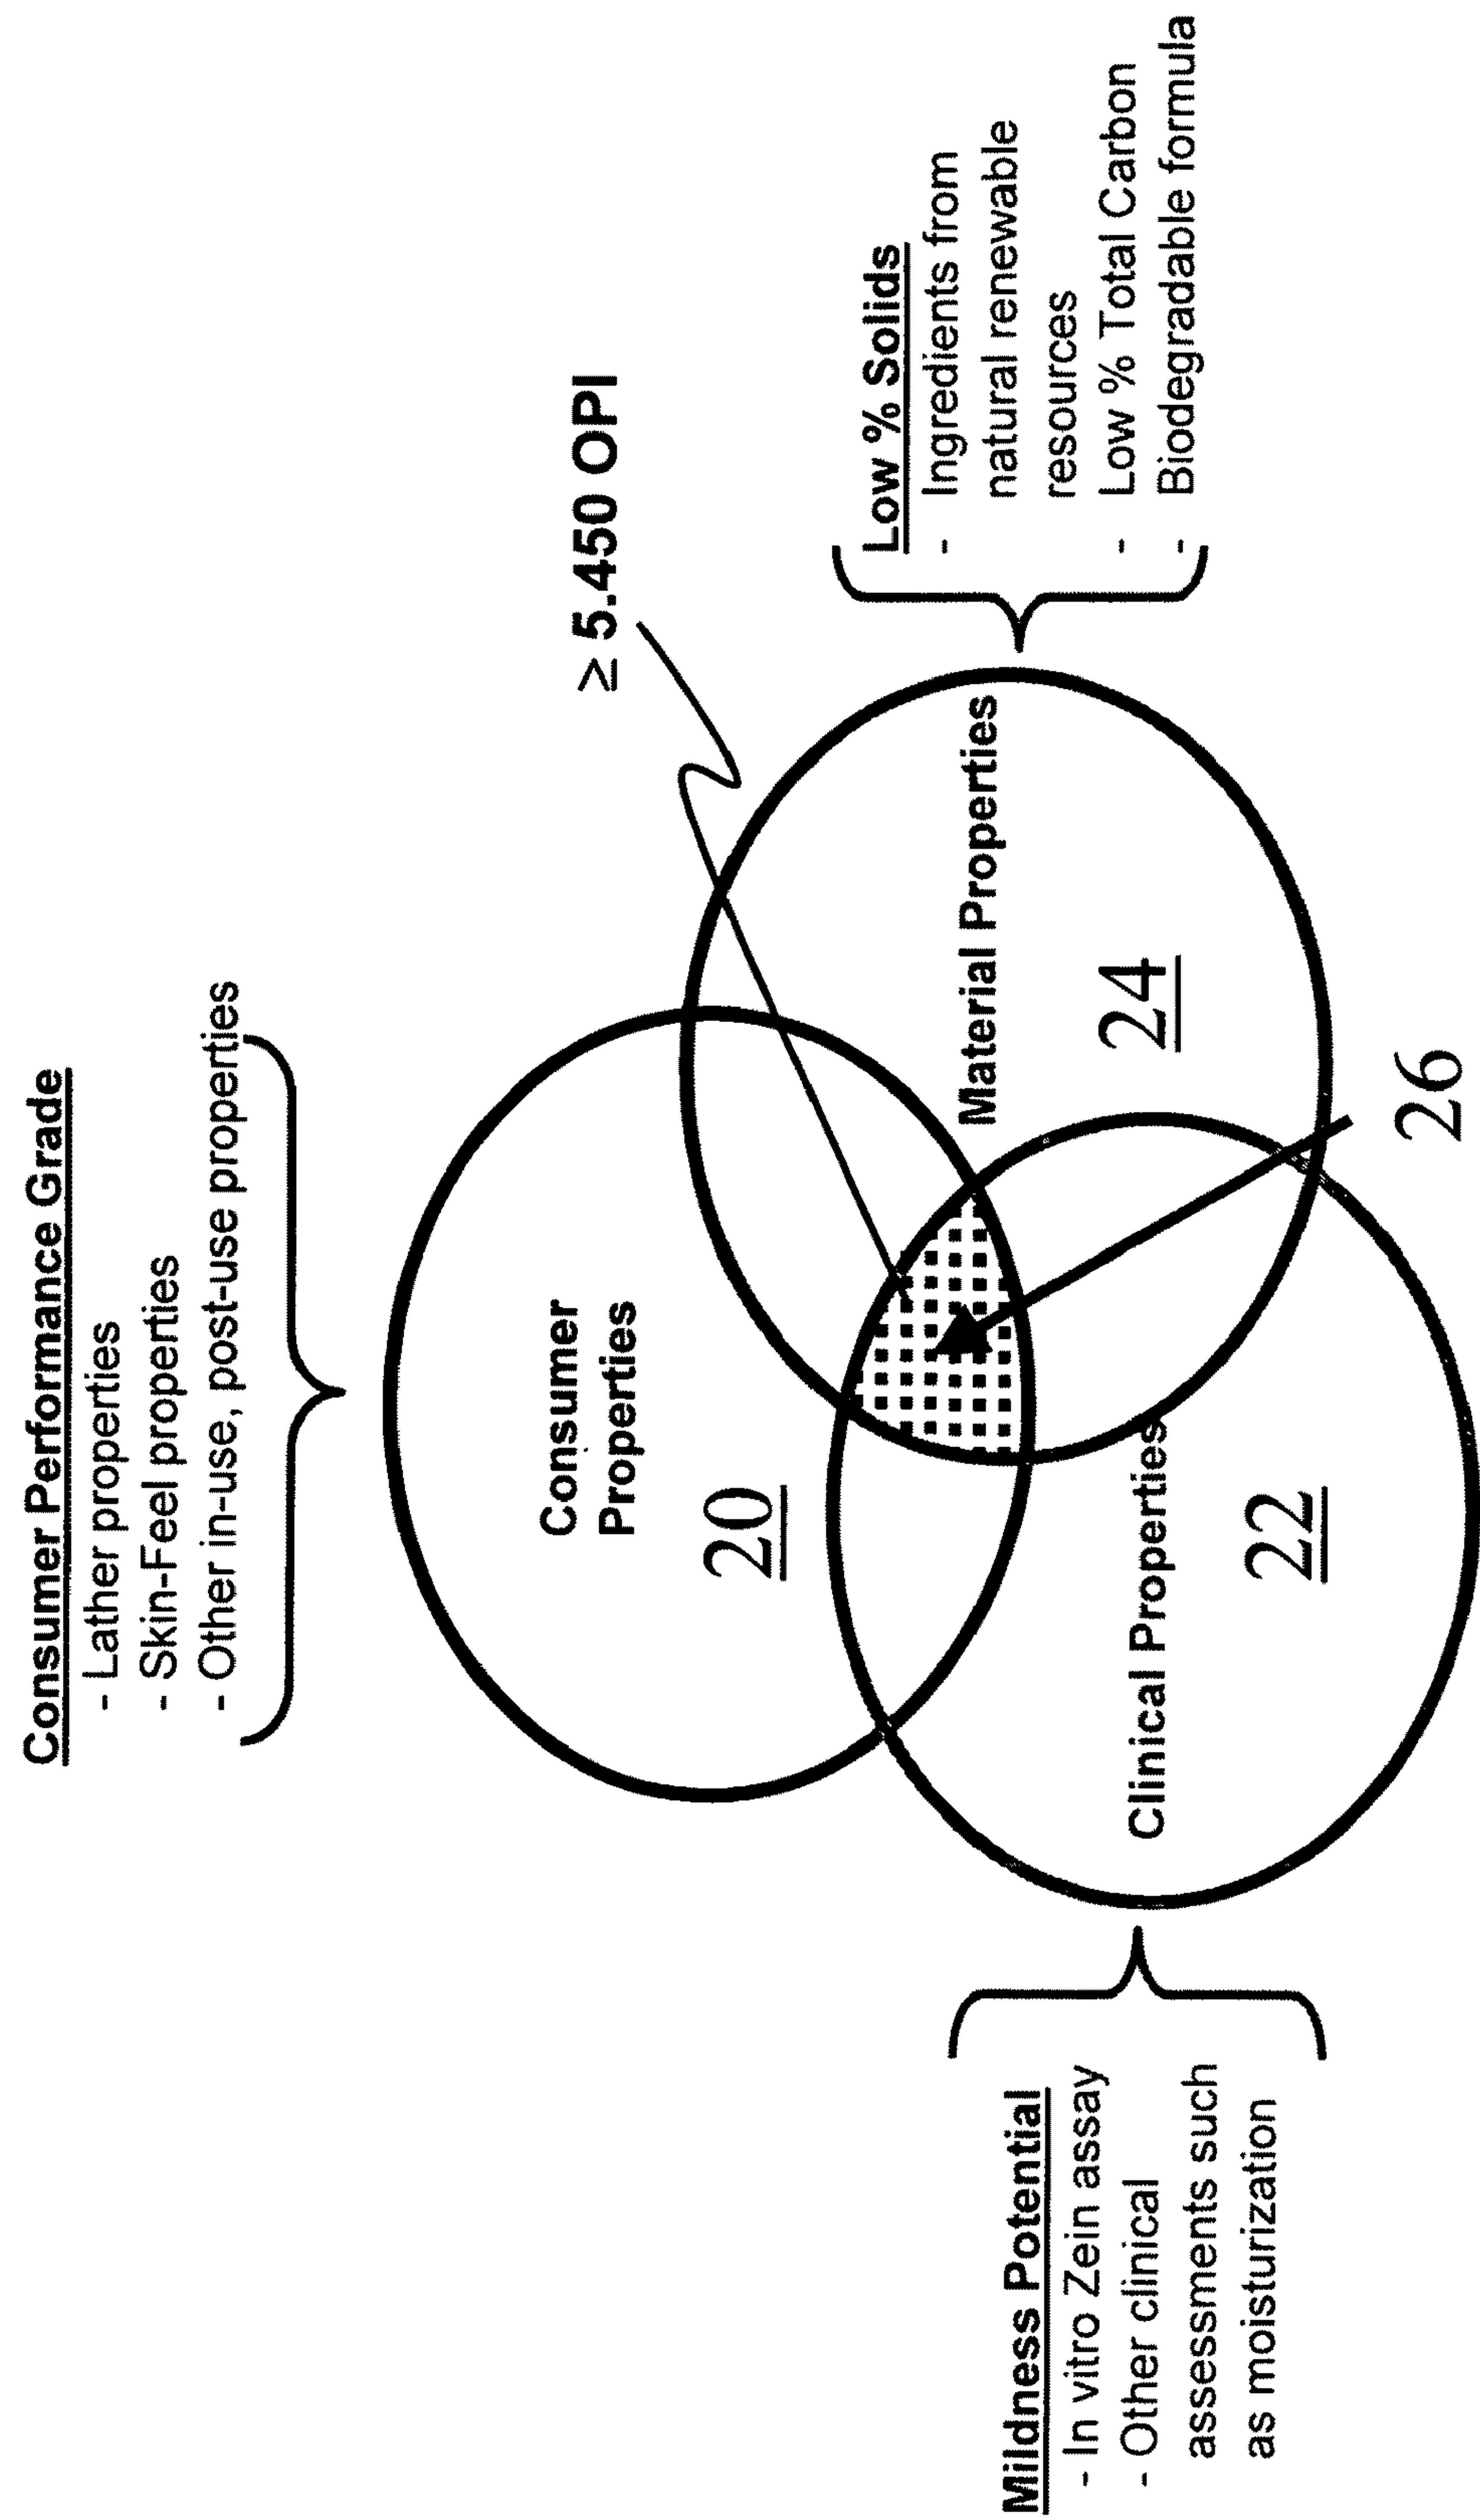 Consumer Performance Grade
- Lather properties
- Skin-Feel properties
- Other in-use, post-use properties
≥ 5.450 OPI
Consumer
Properties
20
Mildness Potential
- In vitro Zein assay
- Other clinical
assessments such
as moisturization
Clinical Properties
22
Material Properties
24
26
Low % Solids
- Ingredients from
natural renewable
resources
- Low % Total Carbon
- Biodegradable formula